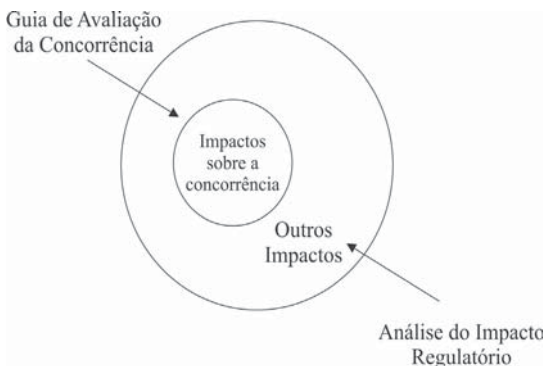 Guia de Avaliação
da Concorrência
Impactos
sobre a
concorrência
Outros
Impactos
Análise do Impacto
Regulatório